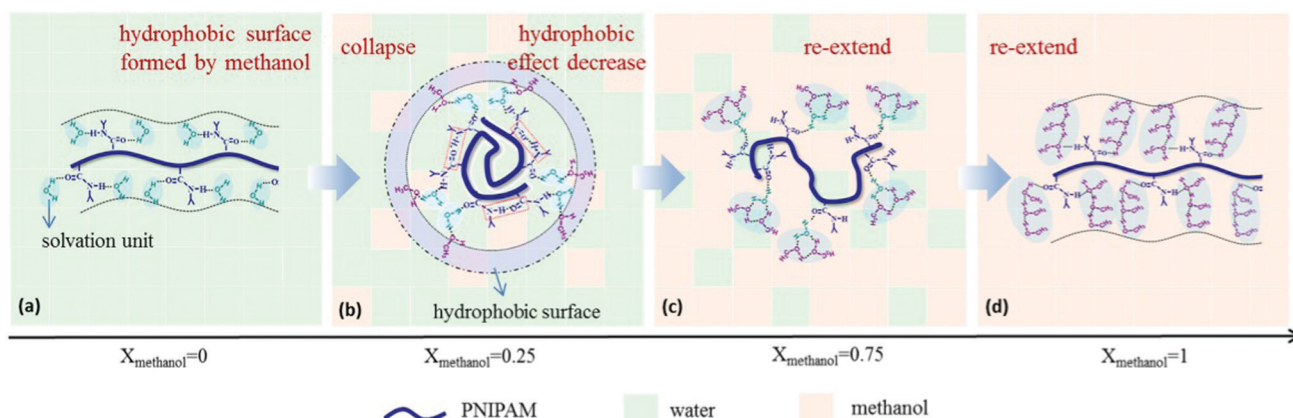 hydrophobic surface
formed by methanol
collapse
hydrophobic
effect decrease
re-extend
re-extend
solvation unit
hydrophobic surface
(a)
(b)
(c)
(d)
Xmethanol=0
Xmethanol=0.25
Xmethanol=0.75
Xmethanol=1
PNIPAM
water
methanol